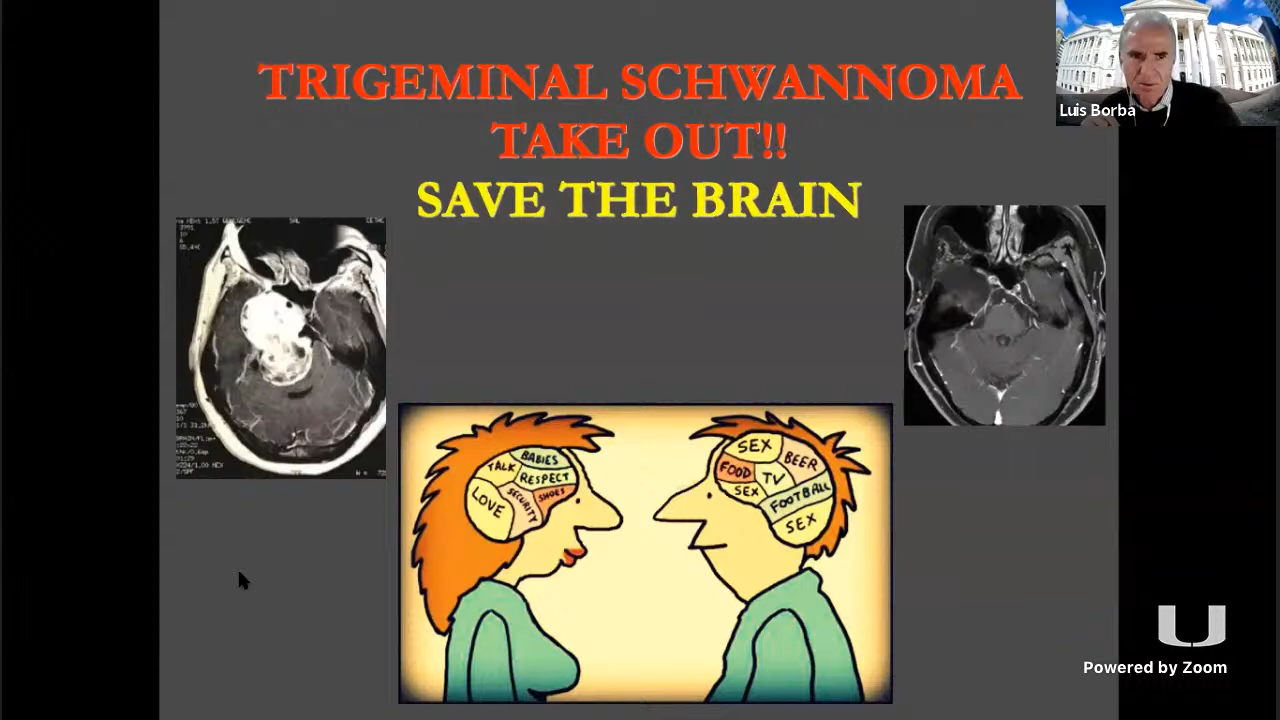 TRIGEMINAL SCHWANNOMA
TAKE OUT!!
SAVE THE BRAIN
Luis Borba
BABIES
TALK
RESPECT
LOVE
SECURITY
SHOES
SEX
BEER
FOOD
TV
SEX
FOOTBALL
SEX
U
Powered by Zoom